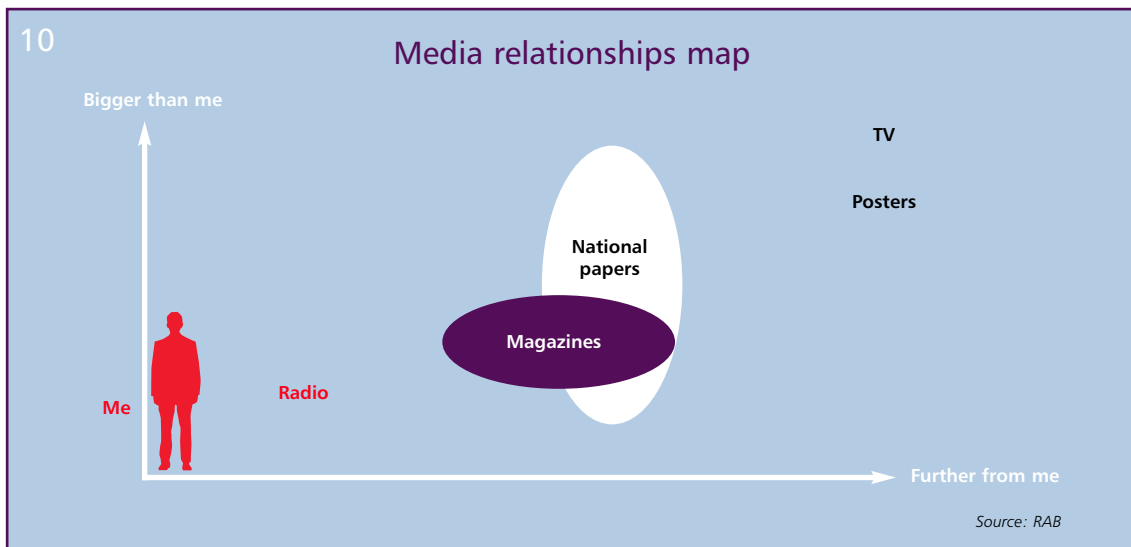 10
Media relationships map
Bigger than me
TV
Posters
National
papers
Magazines
Radio
Me
Further from me
Source: RAB